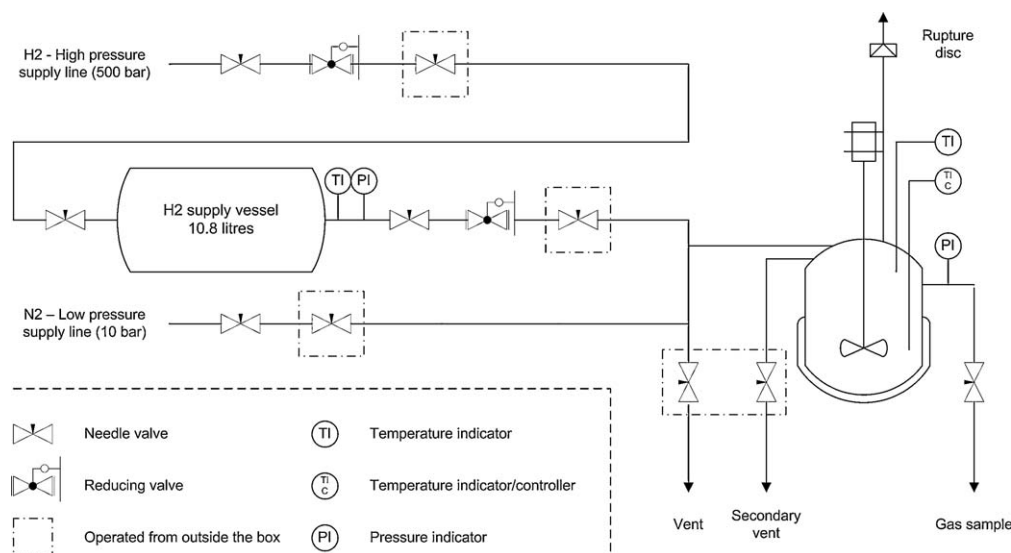 H2 - High pressure
supply line (500 bar)
Rupture
disc
TI
TI
C
TI
PI
H2 supply vessel
10.8 litres
PI
N2 – Low pressure
supply line (10 bar)
Needle valve
TI
Temperature indicator
Reducing valve
TI
C
Temperature indicator/controller
Operated from outside the box
PI
Pressure indicator
Vent
Secondary
vent
Gas sample